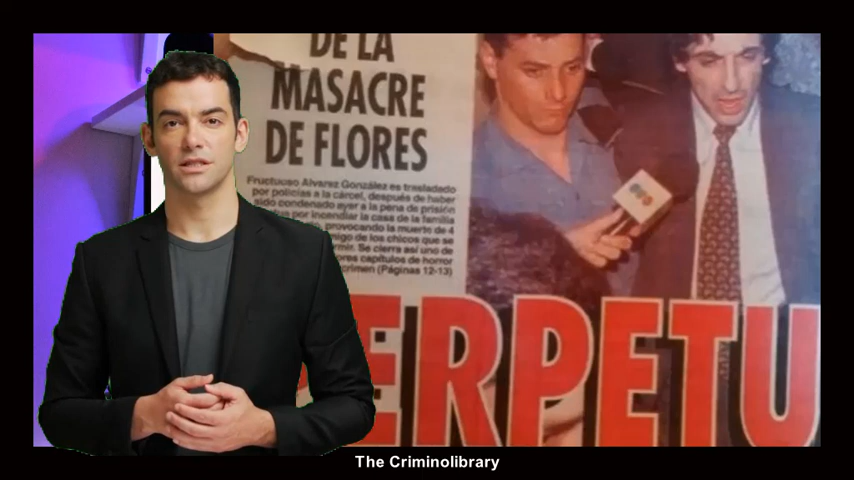 DE LA
MASACRE
DE FLORES
Fructuoso Alvarez González es trasladado
por policías a la cárcel, después de haber
sido condenado ayer a la pena de prisión
por incendiar la casa de la familia
provocando la muerte de 4
de los chicos que se
Se cierra así uno de
capítulos de horror
crimen (Páginas 12-13)
ERPETU
The Criminolibrary